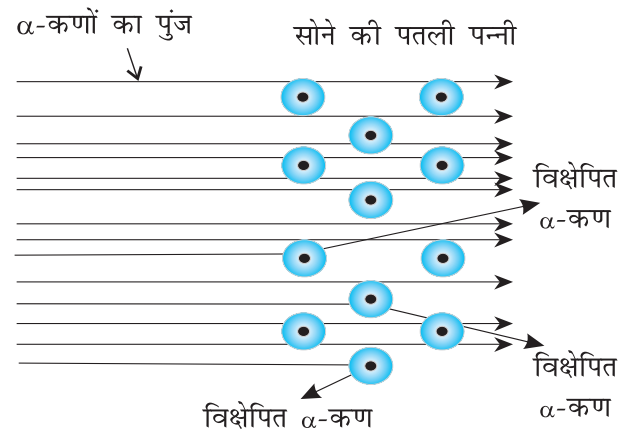 α-कणों का पुंज
सोने की पतली पन्नी
विक्षेपित
α-कण
विक्षेपित
α-कण
विक्षेपित α-कण